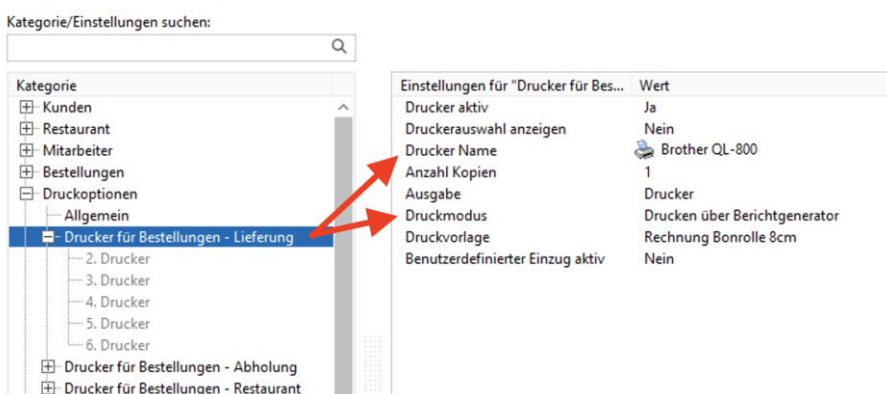 Kategorie/Einstellungen suchen:
Kategorie
Kunden
Restaurant
Mitarbeiter
Bestellungen
Druckoptionen
Allgemein
Drucker für Bestellungen - Lieferung
2. Drucker
3. Drucker
4. Drucker
5. Drucker
6. Drucker
Drucker für Bestellungen - Abholung
Drucker für Bestellungen - Restaurant
Einstellungen für "Drucker für Bes... Wert
Drucker aktiv Ja
Druckerauswahl anzeigen Nein
Drucker Name Brother QL-800
Anzahl Kopien 1
Ausgabe Drucker
Druckmodus Drucken über Berichtgenerator
Druckvorlage Rechnung Bonrolle 8cm
Benutzerdefinierter Einzug aktiv Nein